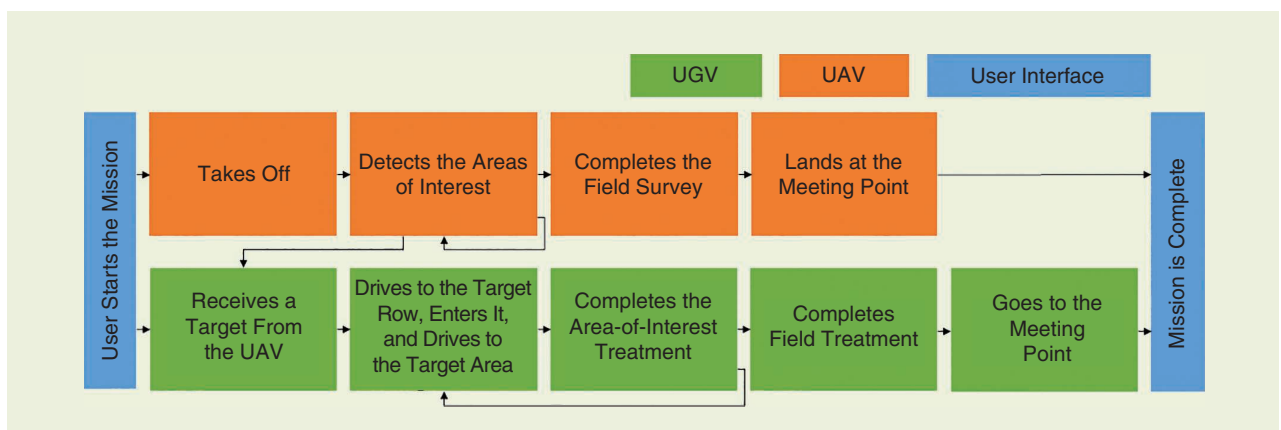 UGV
UAV
User Interface
User Starts the Mission
Takes Off
Detects the Areas
of Interest
Completes the
Field Survey
Lands at the
Meeting Point
Receives a
Target From
the UAV
Drives to the Target
Row, Enters It,
and Drives to
the Target Area
Completes the
Area-of-Interest
Treatment
Completes
Field Treatment
Goes to the
Meeting
Point
Mission is Complete